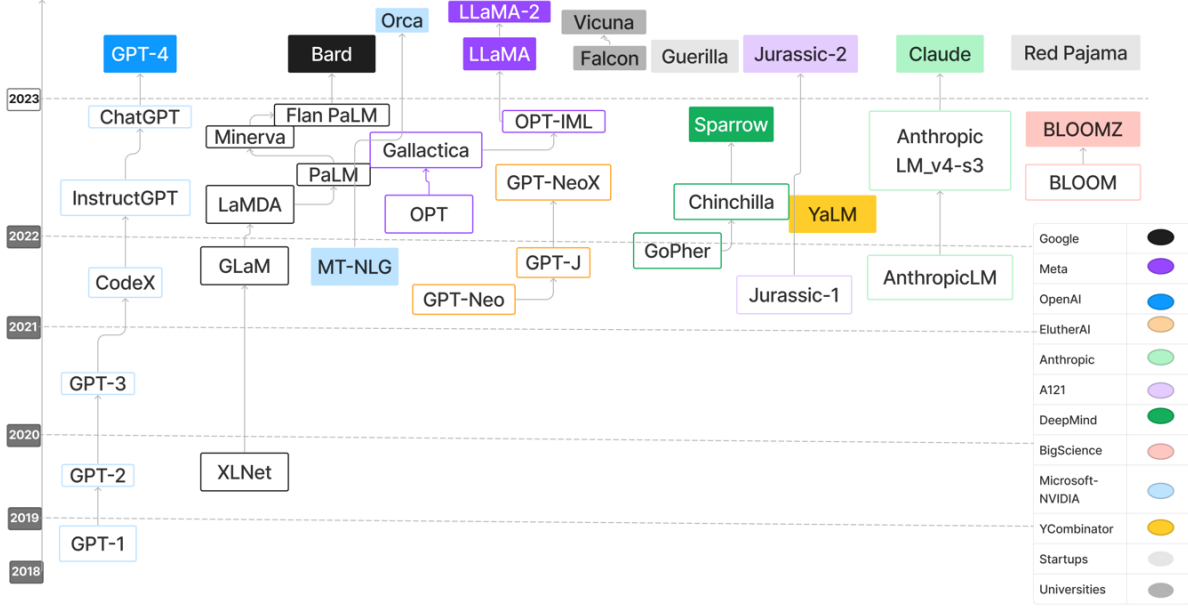 LLaMA-2
Orca
Vicuna
GPT-4
Bard
LLaMA
Falcon
Guerilla
Jurassic-2
Claude
Red Pajama
2023
ChatGPT
Flan PaLM
Minerva
OPT-IML
Sparrow
Anthropic
LM_v4-s3
BLOOMZ
Gallactica
PaLM
GPT-NeoX
BLOOM
InstructGPT
LaMDA
OPT
Chinchilla
YaLM
2022
GLaM
MT-NLG
GPT-J
GoPher
CodeX
GPT-Neo
Jurassic-1
AnthropicLM
2021
GPT-3
2020
GPT-2
XLNet
2019
GPT-1
2018
Google
Meta
OpenAI
ElutherAI
Anthropic
A121
DeepMind
BigScience
Microsoft-
NVIDIA
YCombinator
Startups
Universities